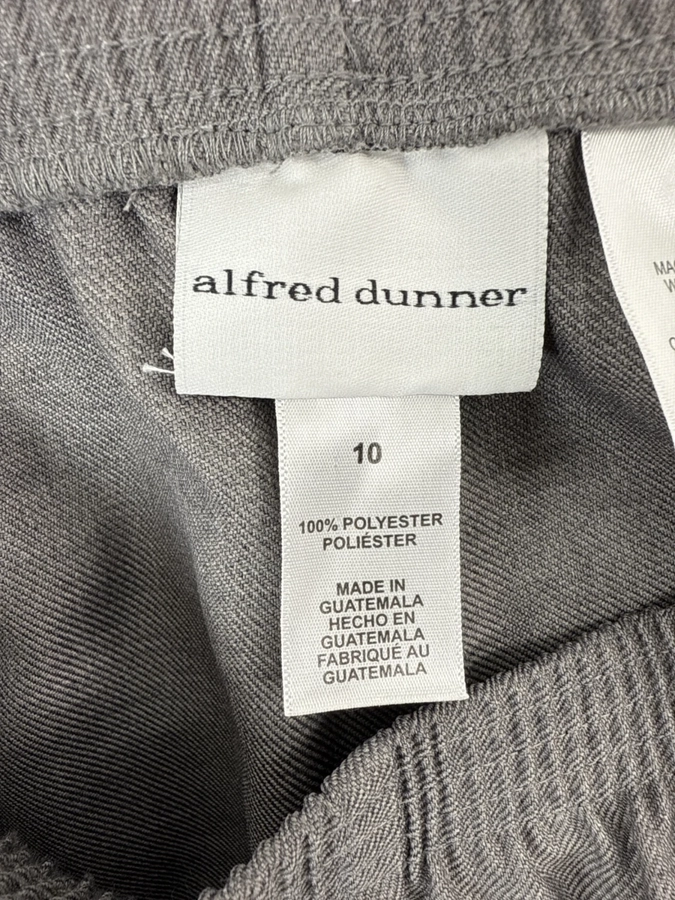 alfred dunner
10
100% POLYESTER
POLIÉSTER
MADE IN
GUATEMALA
HECHO EN
GUATEMALA
FABRIQUÉ AU
GUATEMALA